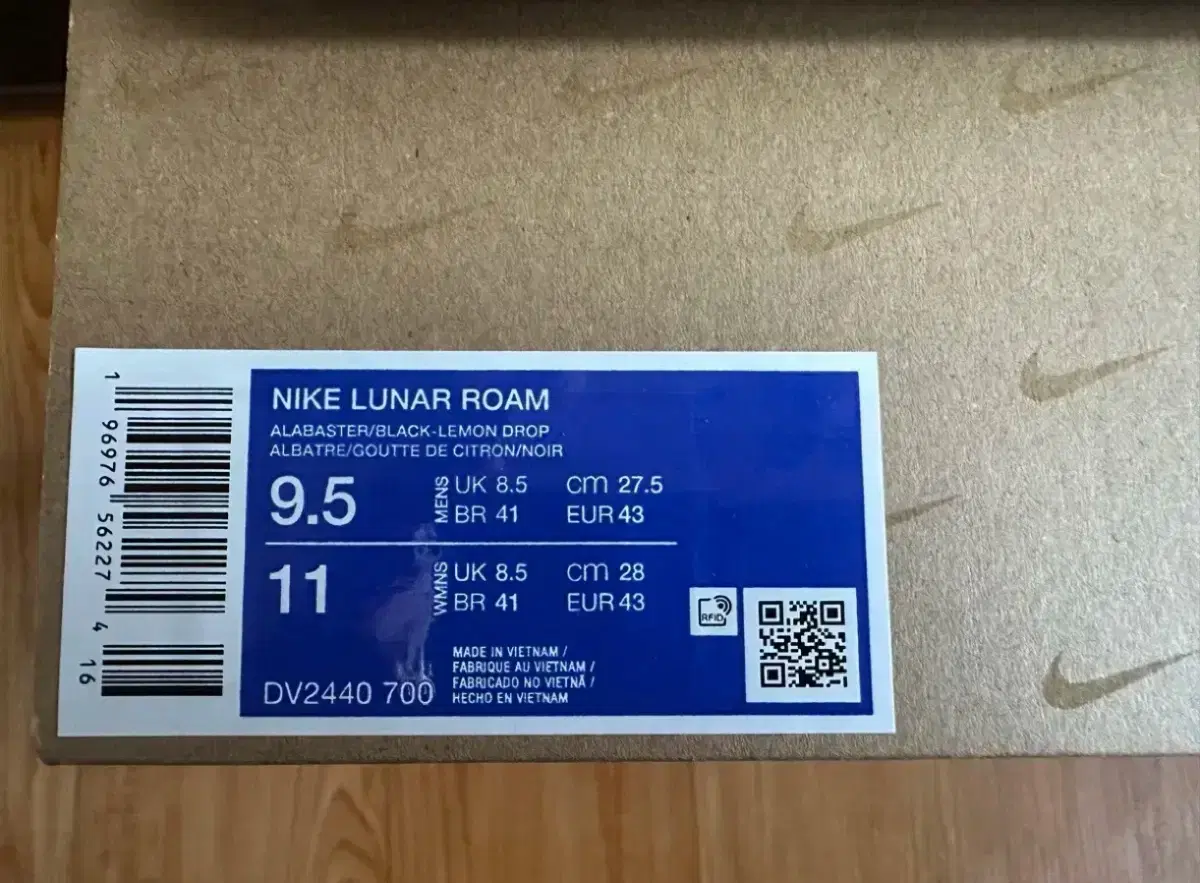 1 96976 56227 4 16
NIKE LUNAR ROAM
ALABASTER/BLACK-LEMON DROP
ALBATRE/GOUTTE DE CITRON/NOIR
9.5 MENS UK 8.5 cm 27.5
BR 41 EUR 43
11 WMNS UK 8.5 cm 28
BR 41 EUR 43
RFID
MADE IN VIETNAM /
FABRIQUE AU VIETNAM /
FABRICADO NO VIETNÃ /
HECHO EN VIETNAM
DV2440 700